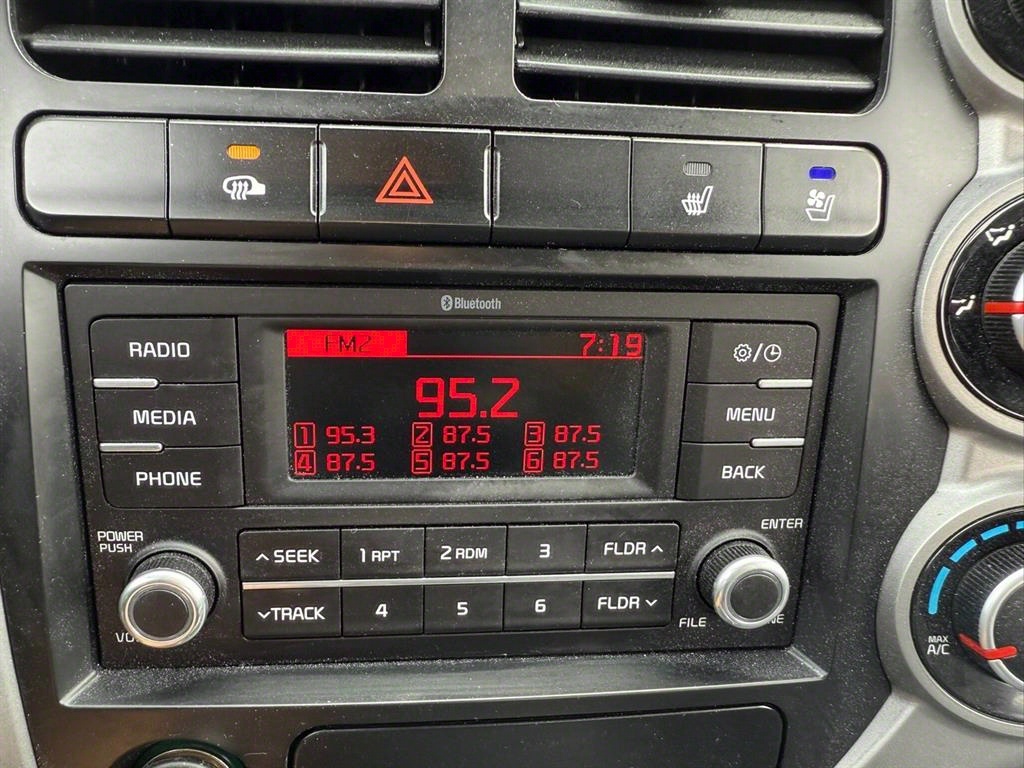 Bluetooth
RADIO
MEDIA
PHONE
FM2 7:19
95.2
1 95.3 2 87.5 3 87.5
4 87.5 5 87.5 6 87.5
MENU
BACK
POWER
PUSH
ENTER
SEEK 1 RPT 2 RDM 3 FLDR
TRACK 4 5 6 FLDR
FILE
MAX
A/C